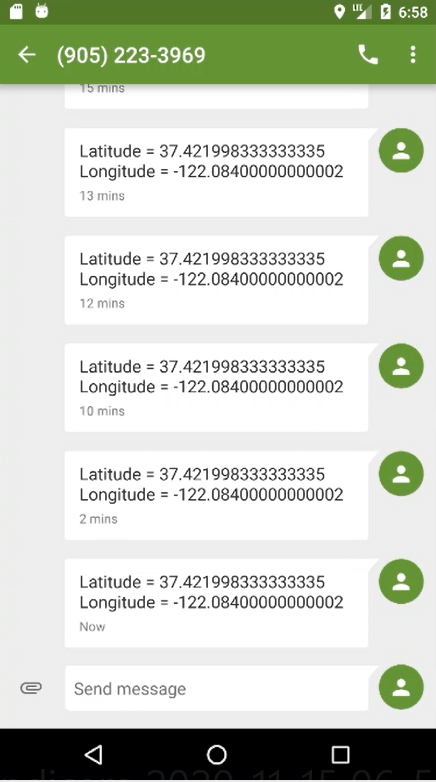 LTE 6:58
(905) 223-3969
15 mins
Latitude = 37.421998333333335
Longitude = -122.08400000000002
13 mins
Latitude = 37.421998333333335
Longitude = -122.08400000000002
12 mins
Latitude = 37.421998333333335
Longitude = -122.08400000000002
10 mins
Latitude = 37.421998333333335
Longitude = -122.08400000000002
2 mins
Latitude = 37.421998333333335
Longitude = -122.08400000000002
Now
Send message